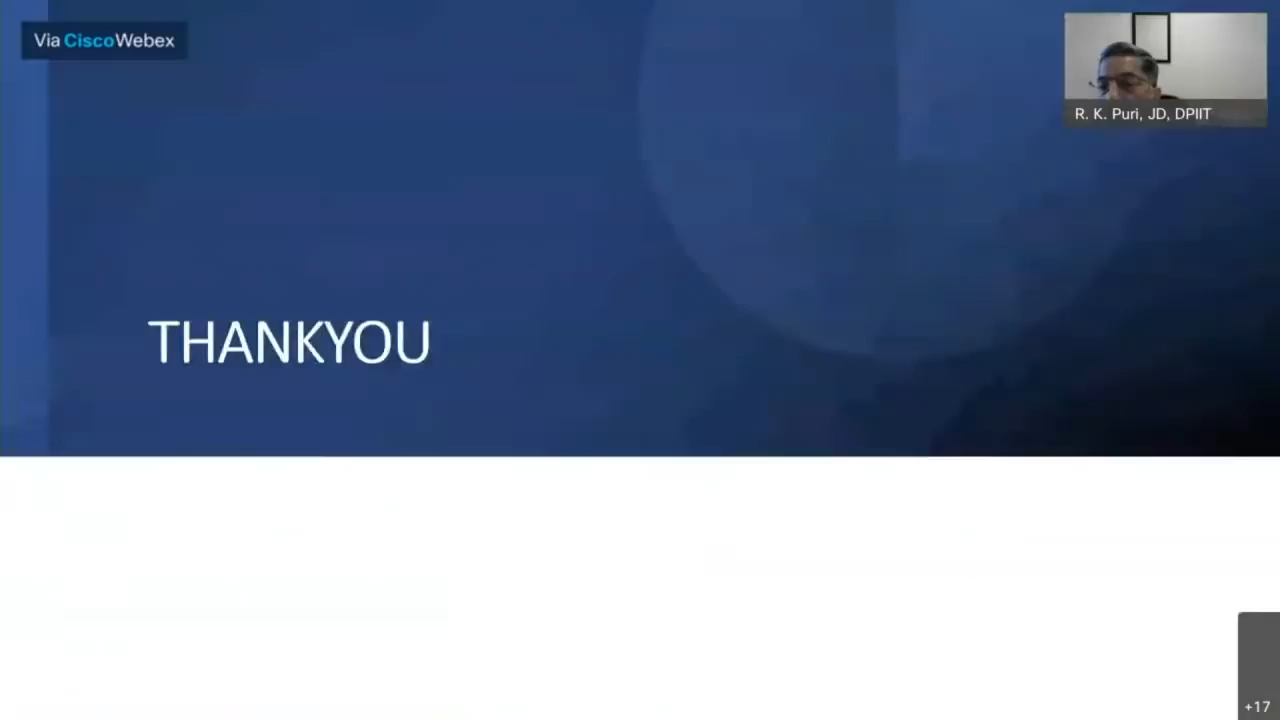 Via CiscoWebex
R. K. Puri, JD, DPIIT
THANKYOU
+17